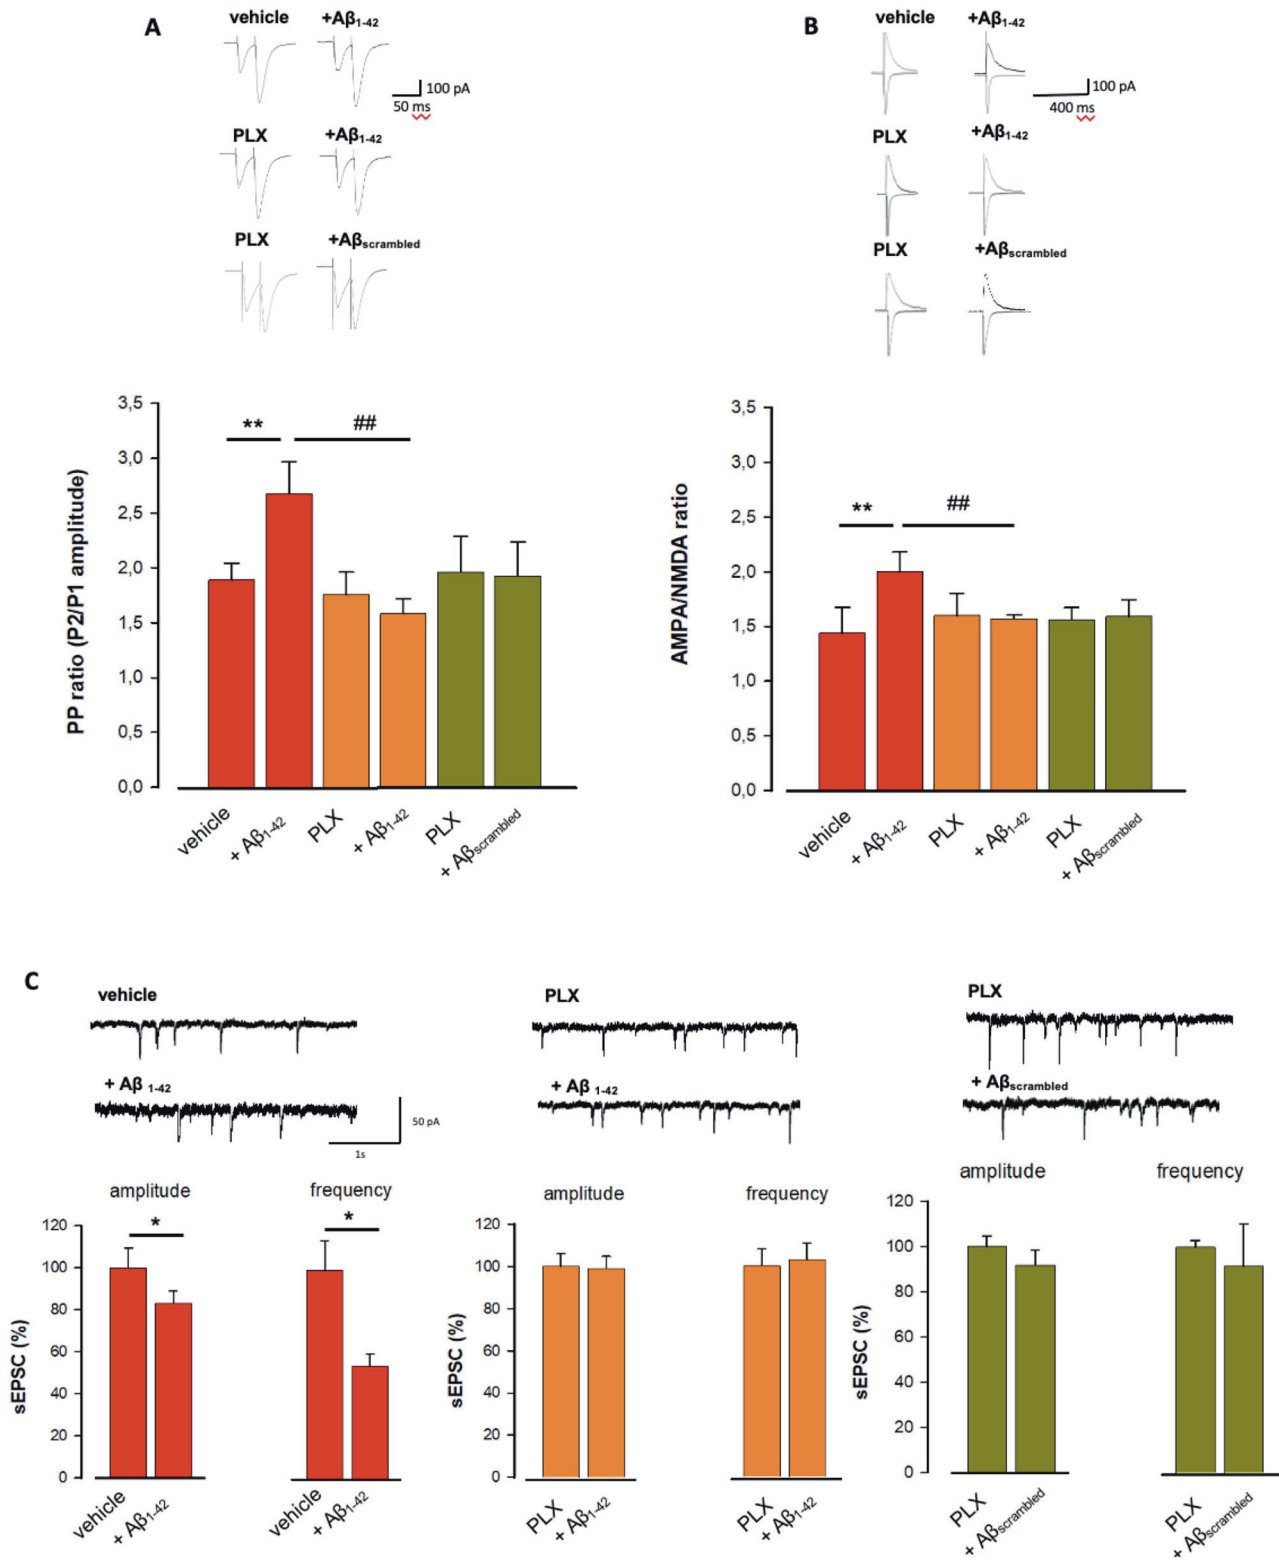 A
vehicle +Aβ1-42
100 pA
50 ms
PLX +Aβ1-42
PLX +Aβscrambled
B
vehicle +Aβ1-42
100 pA
400 ms
PLX +Aβ1-42
PLX +Aβscrambled
PP ratio (P2/P1 amplitude)
3,5
3,0
2,5
2,0
1,5
1,0
0,5
0,0
** ##
vehicle
+ Aβ1-42
PLX
+ Aβ1-42
PLX
+ Aβscrambled
AMPA/NMDA ratio
3,5
3,0
2,5
2,0
1,5
1,0
0,5
0,0
** ##
vehicle
+ Aβ1-42
PLX
+ Aβ1-42
PLX
+ Aβscrambled
C
vehicle
+ Aβ 1-42
50 pA
1s
amplitude frequency
sEPSC (%)
120
100
80
60
40
20
0
* *
vehicle
+ Aβ1-42
vehicle
+ Aβ1-42
PLX
+ Aβ 1-42
amplitude frequency
sEPSC (%)
120
100
80
60
40
20
0
PLX
+ Aβ1-42
PLX
+ Aβ1-42
PLX
+ Aβscrambled
amplitude frequency
sEPSC (%)
120
100
80
60
40
20
0
PLX
+ Aβscrambled
PLX
+ Aβscrambled